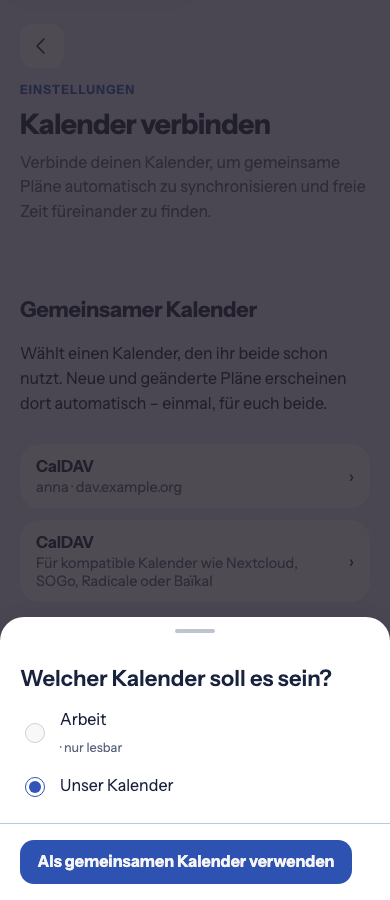 EINSTELLUNGEN
Kalender verbinden
Verbinde deinen Kalender, um gemeinsame
Pläne automatisch zu synchronisieren und freie
Zeit füreinander zu finden.
Gemeinsamer Kalender
Wählt einen Kalender, den ihr beide schon
nutzt. Neue und geänderte Pläne erscheinen
dort automatisch – einmal, für euch beide.
CalDAV
anna · dav.example.org
CalDAV
Für kompatible Kalender wie Nextcloud,
SOGo, Radicale oder Baïkal
Welcher Kalender soll es sein?
Arbeit
· nur lesbar
Unser Kalender
Als gemeinsamen Kalender verwenden